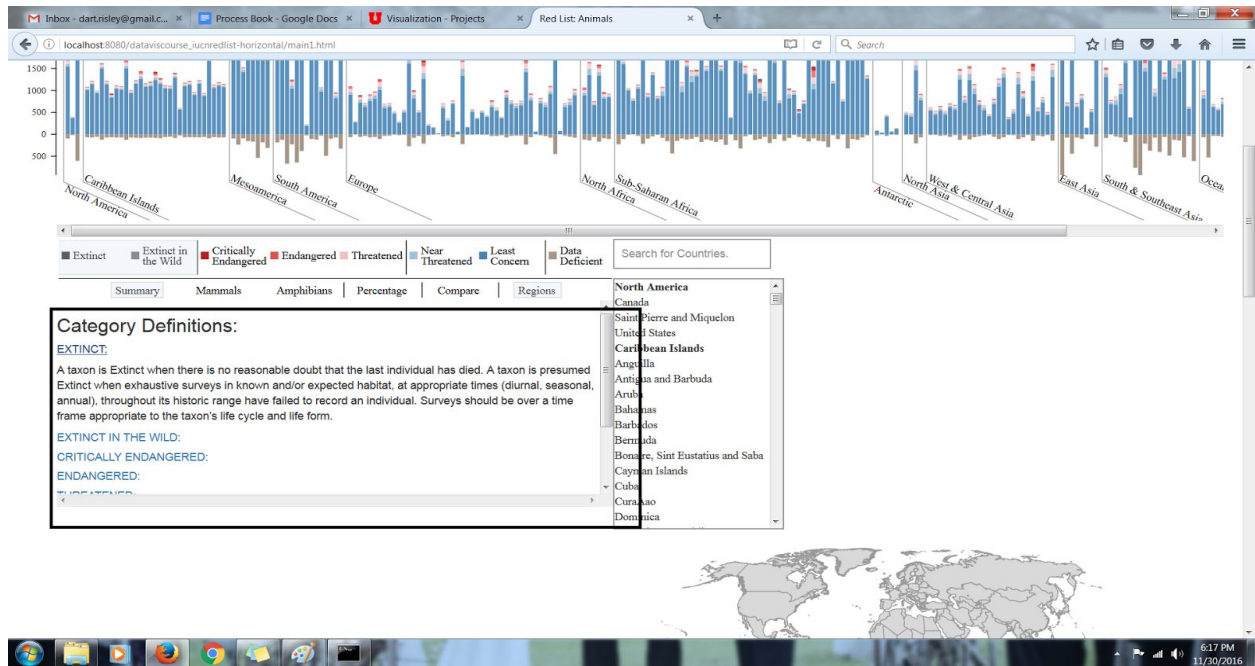 Inbox - dart.risley@gmail.c...
Process Book - Google Docs
Visualization - Projects
Red List: Animals
localhost:8080/dataviscourse_iucnredlist-horizontal/main1.html
Search
1500
1000
500
0
500
North America
Caribbean Islands
Mesoamerica
South America
Europe
North Africa
Sub-Saharan Africa
Antarctic
North Asia
West & Central Asia
East Asia
South & Southeast Asia
Ocea
Extinct
Extinct in
the Wild
Critically
Endangered
Endangered
Threatened
Near
Threatened
Least
Concern
Data
Deficient
Search for Countries.
Summary Mammals Amphibians Percentage Compare Regions
Category Definitions:
EXTINCT:
A taxon is Extinct when there is no reasonable doubt that the last individual has died. A taxon is presumed
Extinct when exhaustive surveys in known and/or expected habitat, at appropriate times (diurnal, seasonal,
annual), throughout its historic range have failed to record an individual. Surveys should be over a time
frame appropriate to the taxon's life cycle and life form.
EXTINCT IN THE WILD:
CRITICALLY ENDANGERED:
ENDANGERED:
THREATENED:
North America
Canada
Saint Pierre and Miquelon
United States
Caribbean Islands
Anguilla
Antigua and Barbuda
Aruba
Bahamas
Barbados
Bermuda
Bonaire, Sint Eustatius and Saba
Cayman Islands
Cuba
CuraÃ§ao
Dominica
6:17 PM
11/30/2016